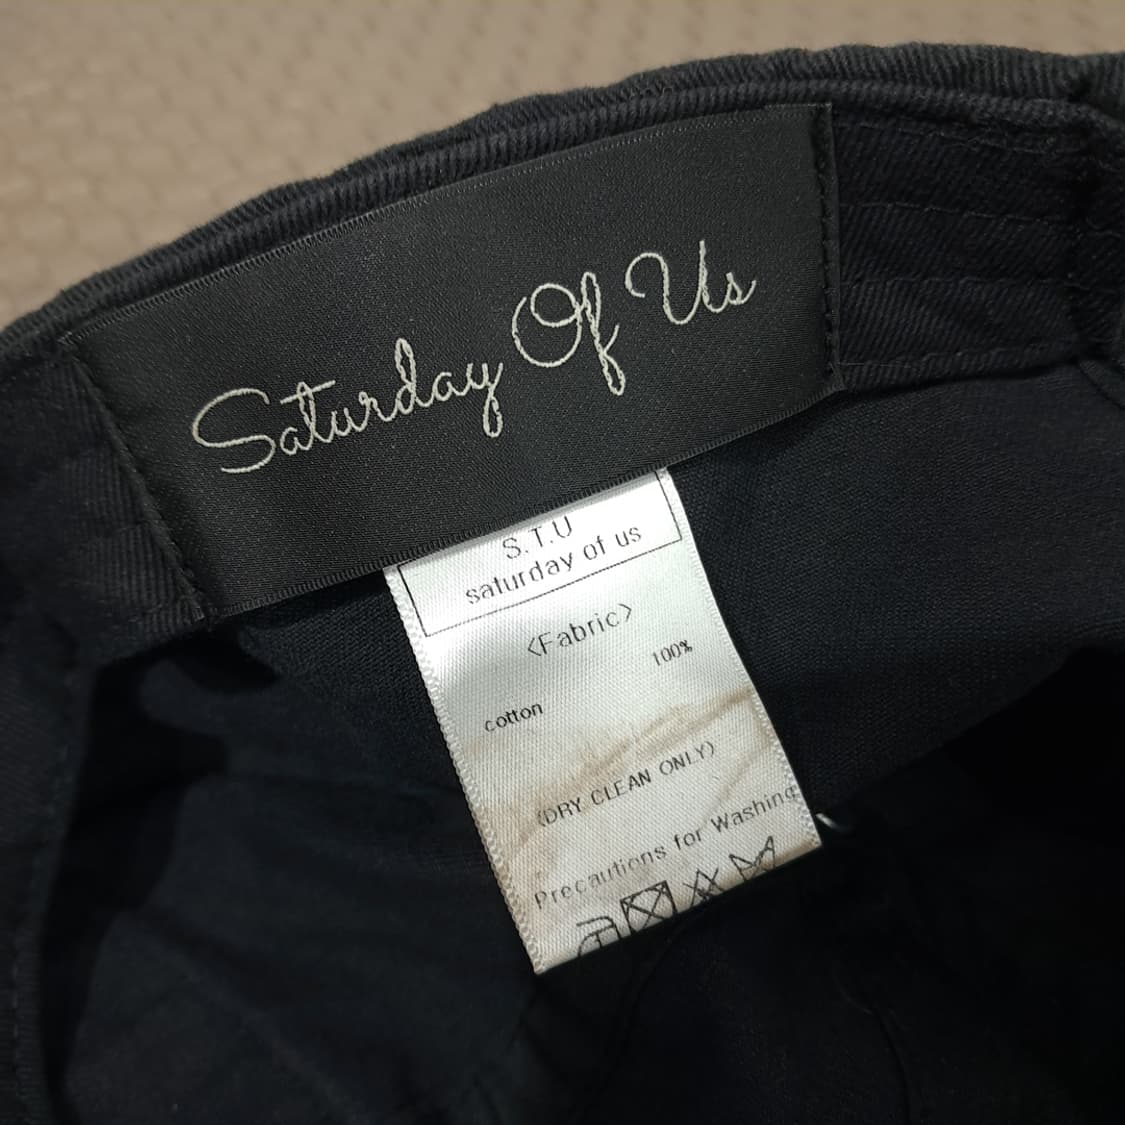 Saturday Of Us
S.T.U
saturday of us
<Fabric>
100%
cotton
(DRY CLEAN ONLY)
Precautions for Washing